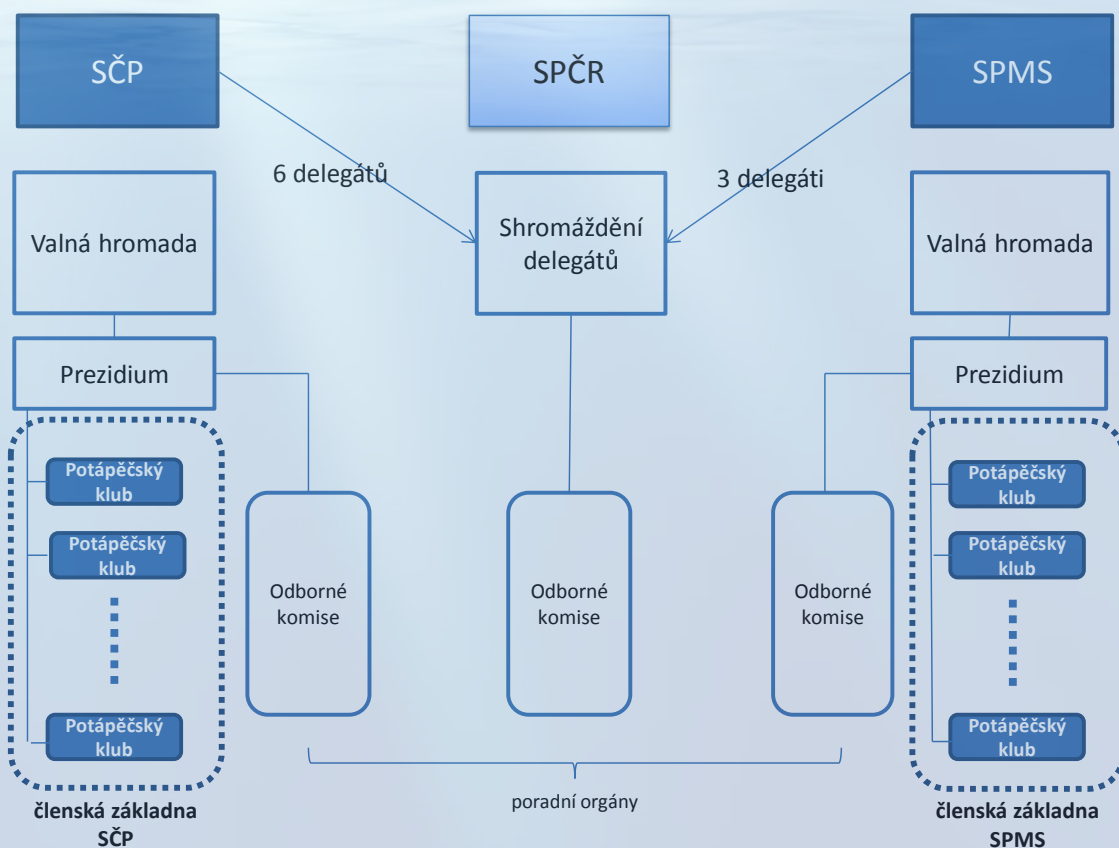 SČP
SPČR
SPMS
6 delegátů
3 delegáti
Valná hromada
Shromáždění
delegátů
Valná hromada
Prezidium
Prezidium
Potápěčský
klub
Potápěčský
klub
Potápěčský
klub
Odborné
komise
Odborné
komise
Odborné
komise
Potápěčský
klub
Potápěčský
klub
Potápěčský
klub
poradní orgány
členská základna
SČP
členská základna
SPMS